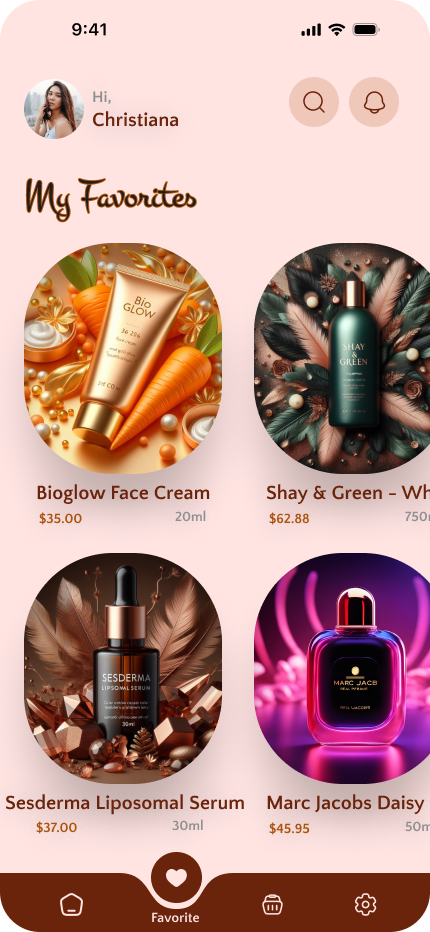 9:41
Hi,
Christiana
My Favorites
Bio
GLOW
SHAY
&
GREEN
Bioglow Face Cream
Shay & Green - Wh
$35.00
20ml
$62.88
750
SESDERMA
LIPOSOMAL SERUM
30ml
MARC JACB
Sesderma Liposomal Serum
Marc Jacobs Daisy
$37.00
30ml
$45.95
50m
Favorite